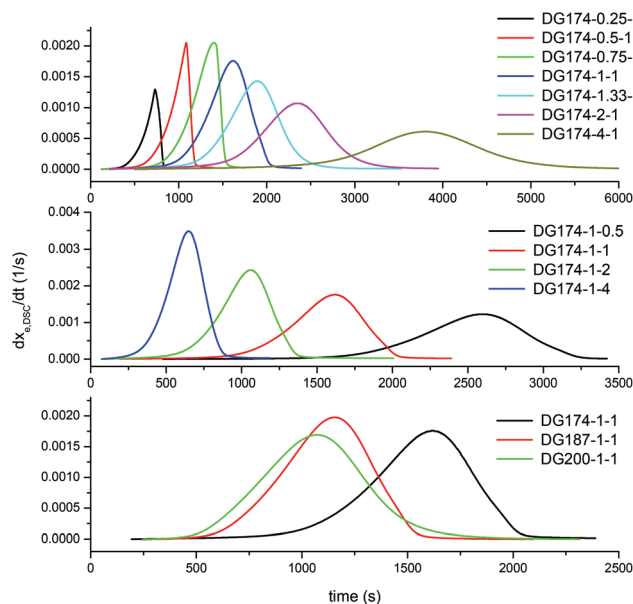 DG174-0.25-
DG174-0.5-1
DG174-0.75-
DG174-1-1
DG174-1.33-
DG174-2-1
DG174-4-1
0.0020
0.0015
0.0010
0.0005
0.0000
0 1000 2000 3000 4000 5000 6000
DG174-1-0.5
DG174-1-1
DG174-1-2
DG174-1-4
0.004
0.003
0.002
0.001
0.000
0 500 1000 1500 2000 2500 3000 3500
dxe,DSC/dt (1/s)
DG174-1-1
DG187-1-1
DG200-1-1
0.0020
0.0015
0.0010
0.0005
0.0000
0 500 1000 1500 2000 2500
time (s)